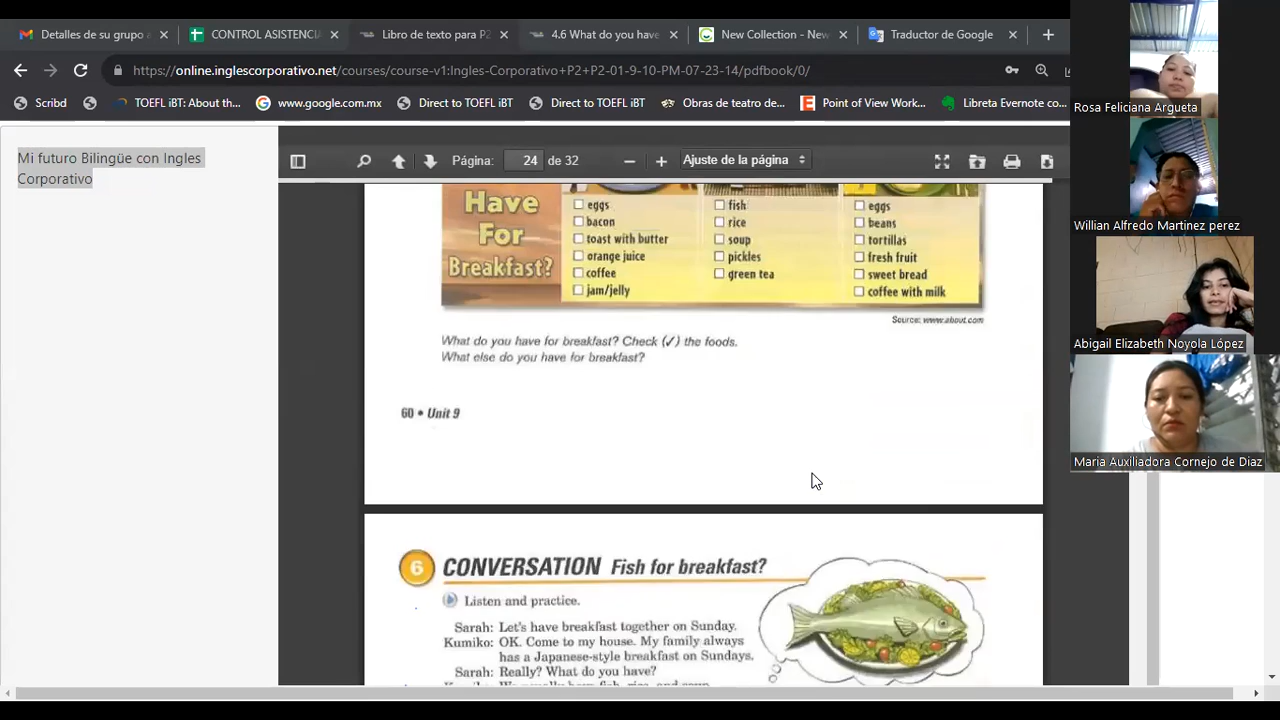 Detalles de su grupo a
CONTROL ASISTENCIA
Libro de texto para P2
4.6 What do you have
New Collection - New
Traductor de Google
https://online.inglescorporativo.net/courses/course-v1:Ingles-Corporativo+P2+P2-01-9-10-PM-07-23-14/pdfbook/0/
Scribd
TOEFL iBT: About th...
www.google.com.mx
Direct to TOEFL iBT
Direct to TOEFL iBT
Obras de teatro de...
Point of View Work...
Libreta Evernote co...
Mi futuro Bilingüe con Ingles
Corporativo
Página: 24 de 32
Ajuste de la página
Have
For
Breakfast?
eggs
bacon
toast with butter
orange juice
coffee
jam/jelly
fish
rice
soup
pickles
green tea
eggs
beans
tortillas
fresh fruit
sweet bread
coffee with milk
Source: www.about.com
What do you have for breakfast? Check (✓) the foods.
What else do you have for breakfast?
60 • Unit 9
6 CONVERSATION Fish for breakfast?
Listen and practice.
Sarah: Let's have breakfast together on Sunday.
Kumiko: OK. Come to my house. My family always
has a Japanese-style breakfast on Sundays.
Sarah: Really? What do you have?
Kumiko: We usually have fish, rice, and soup.
Rosa Feliciana Argueta
Willian Alfredo Martinez perez
Abigail Elizabeth Noyola López
Maria Auxiliadora Cornejo de Diaz